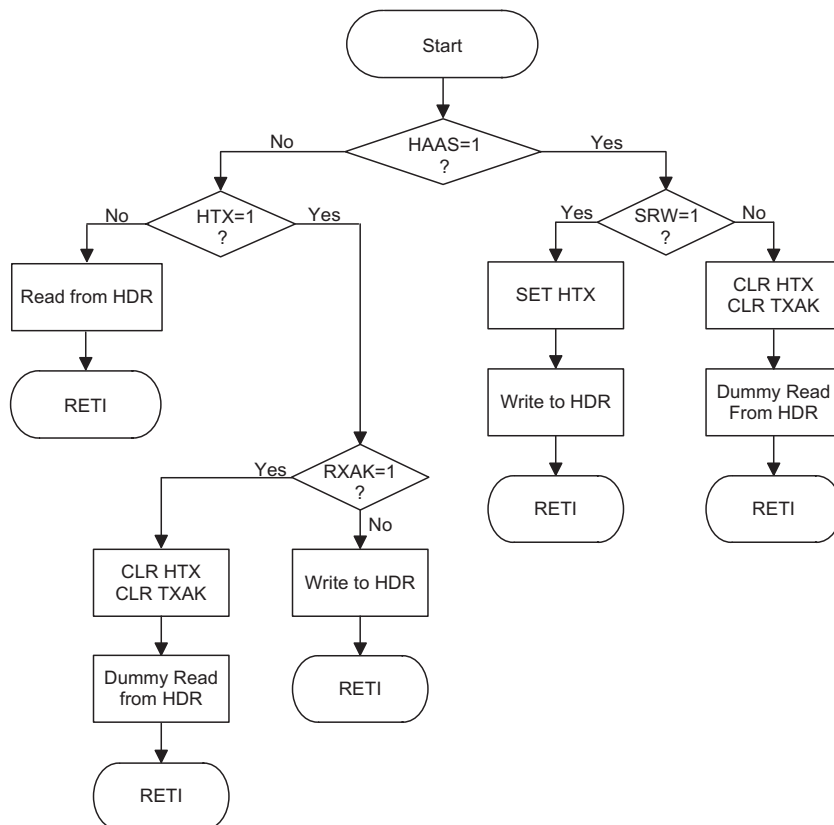 Start
No
HAAS=1
?
Yes
No
HTX=1
?
Yes
Yes
SRW=1
?
No
Read from HDR
SET HTX
CLR HTX
CLR TXAK
RETI
Write to HDR
Dummy Read
From HDR
Yes
RXAK=1
?
No
RETI
RETI
CLR HTX
CLR TXAK
Write to HDR
Dummy Read
from HDR
RETI
RETI